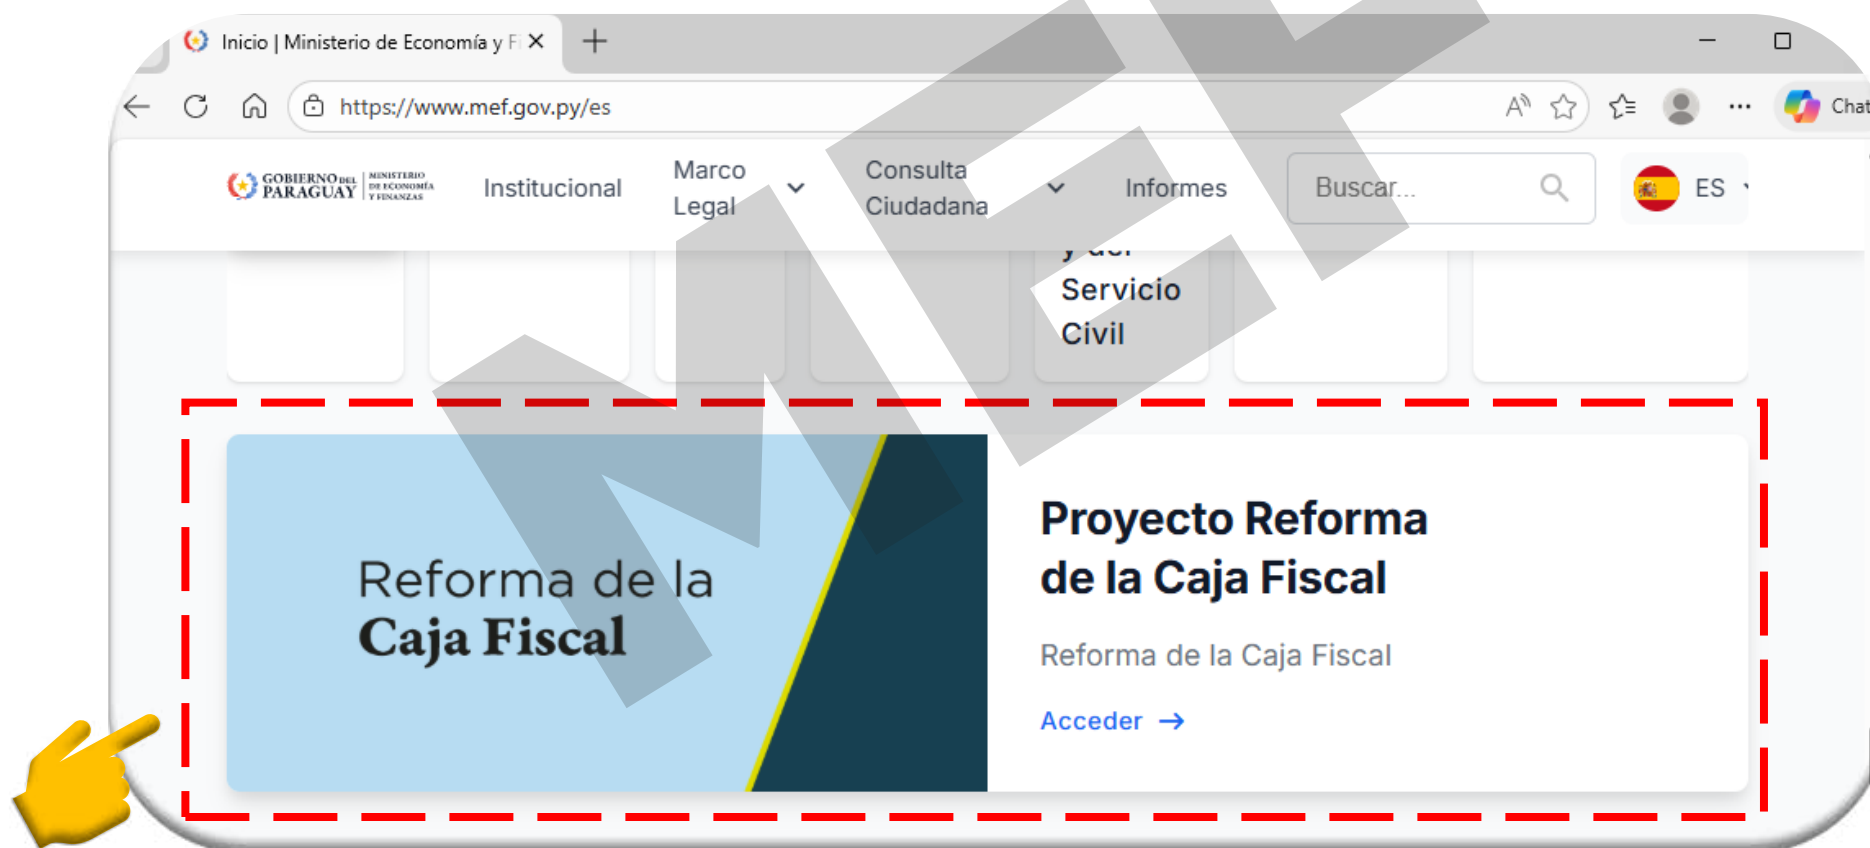 Inicio | Ministerio de Economía y Fi
https://www.mef.gov.py/es
Chat
GOBIERNO DEL PARAGUAY
MINISTERIO DE ECONOMÍA Y FINANZAS
Institucional
Marco
Legal
Consulta
Ciudadana
Informes
Buscar...
ES
y del
Servicio
Civil
Reforma de la
Caja Fiscal
Proyecto Reforma
de la Caja Fiscal
Reforma de la Caja Fiscal
Acceder →
MEF